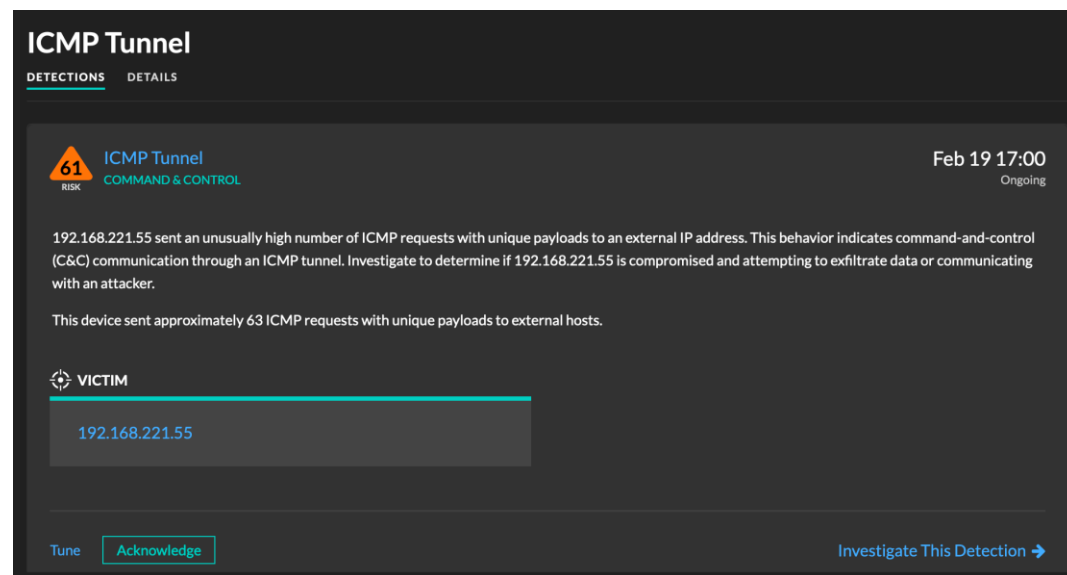 ICMP Tunnel
DETECTIONS DETAILS
61
RISK
ICMP Tunnel
COMMAND & CONTROL
Feb 19 17:00
Ongoing
192.168.221.55 sent an unusually high number of ICMP requests with unique payloads to an external IP address. This behavior indicates command-and-control
(C&C) communication through an ICMP tunnel. Investigate to determine if 192.168.221.55 is compromised and attempting to exfiltrate data or communicating
with an attacker.
This device sent approximately 63 ICMP requests with unique payloads to external hosts.
VICTIM
192.168.221.55
Tune Acknowledge Investigate This Detection →